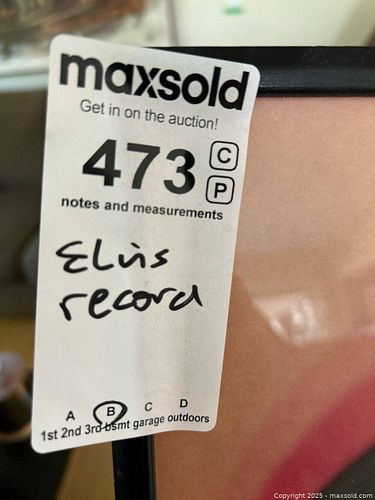 maxsold
Get in on the auction!
473 C
P
notes and measurements
Elvis
record
A B C D
1st 2nd 3rd bsmt garage outdoors
Copyright 2025 - maxsold.com